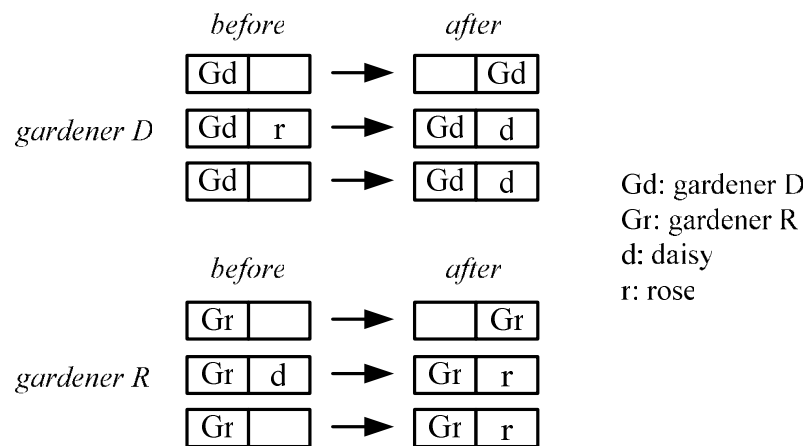 before after
Gd Gd
gardener D Gd r Gd d
Gd Gd d
Gd: gardener D
Gr: gardener R
d: daisy
r: rose
before after
Gr Gr
gardener R Gr d Gr r
Gr Gr r